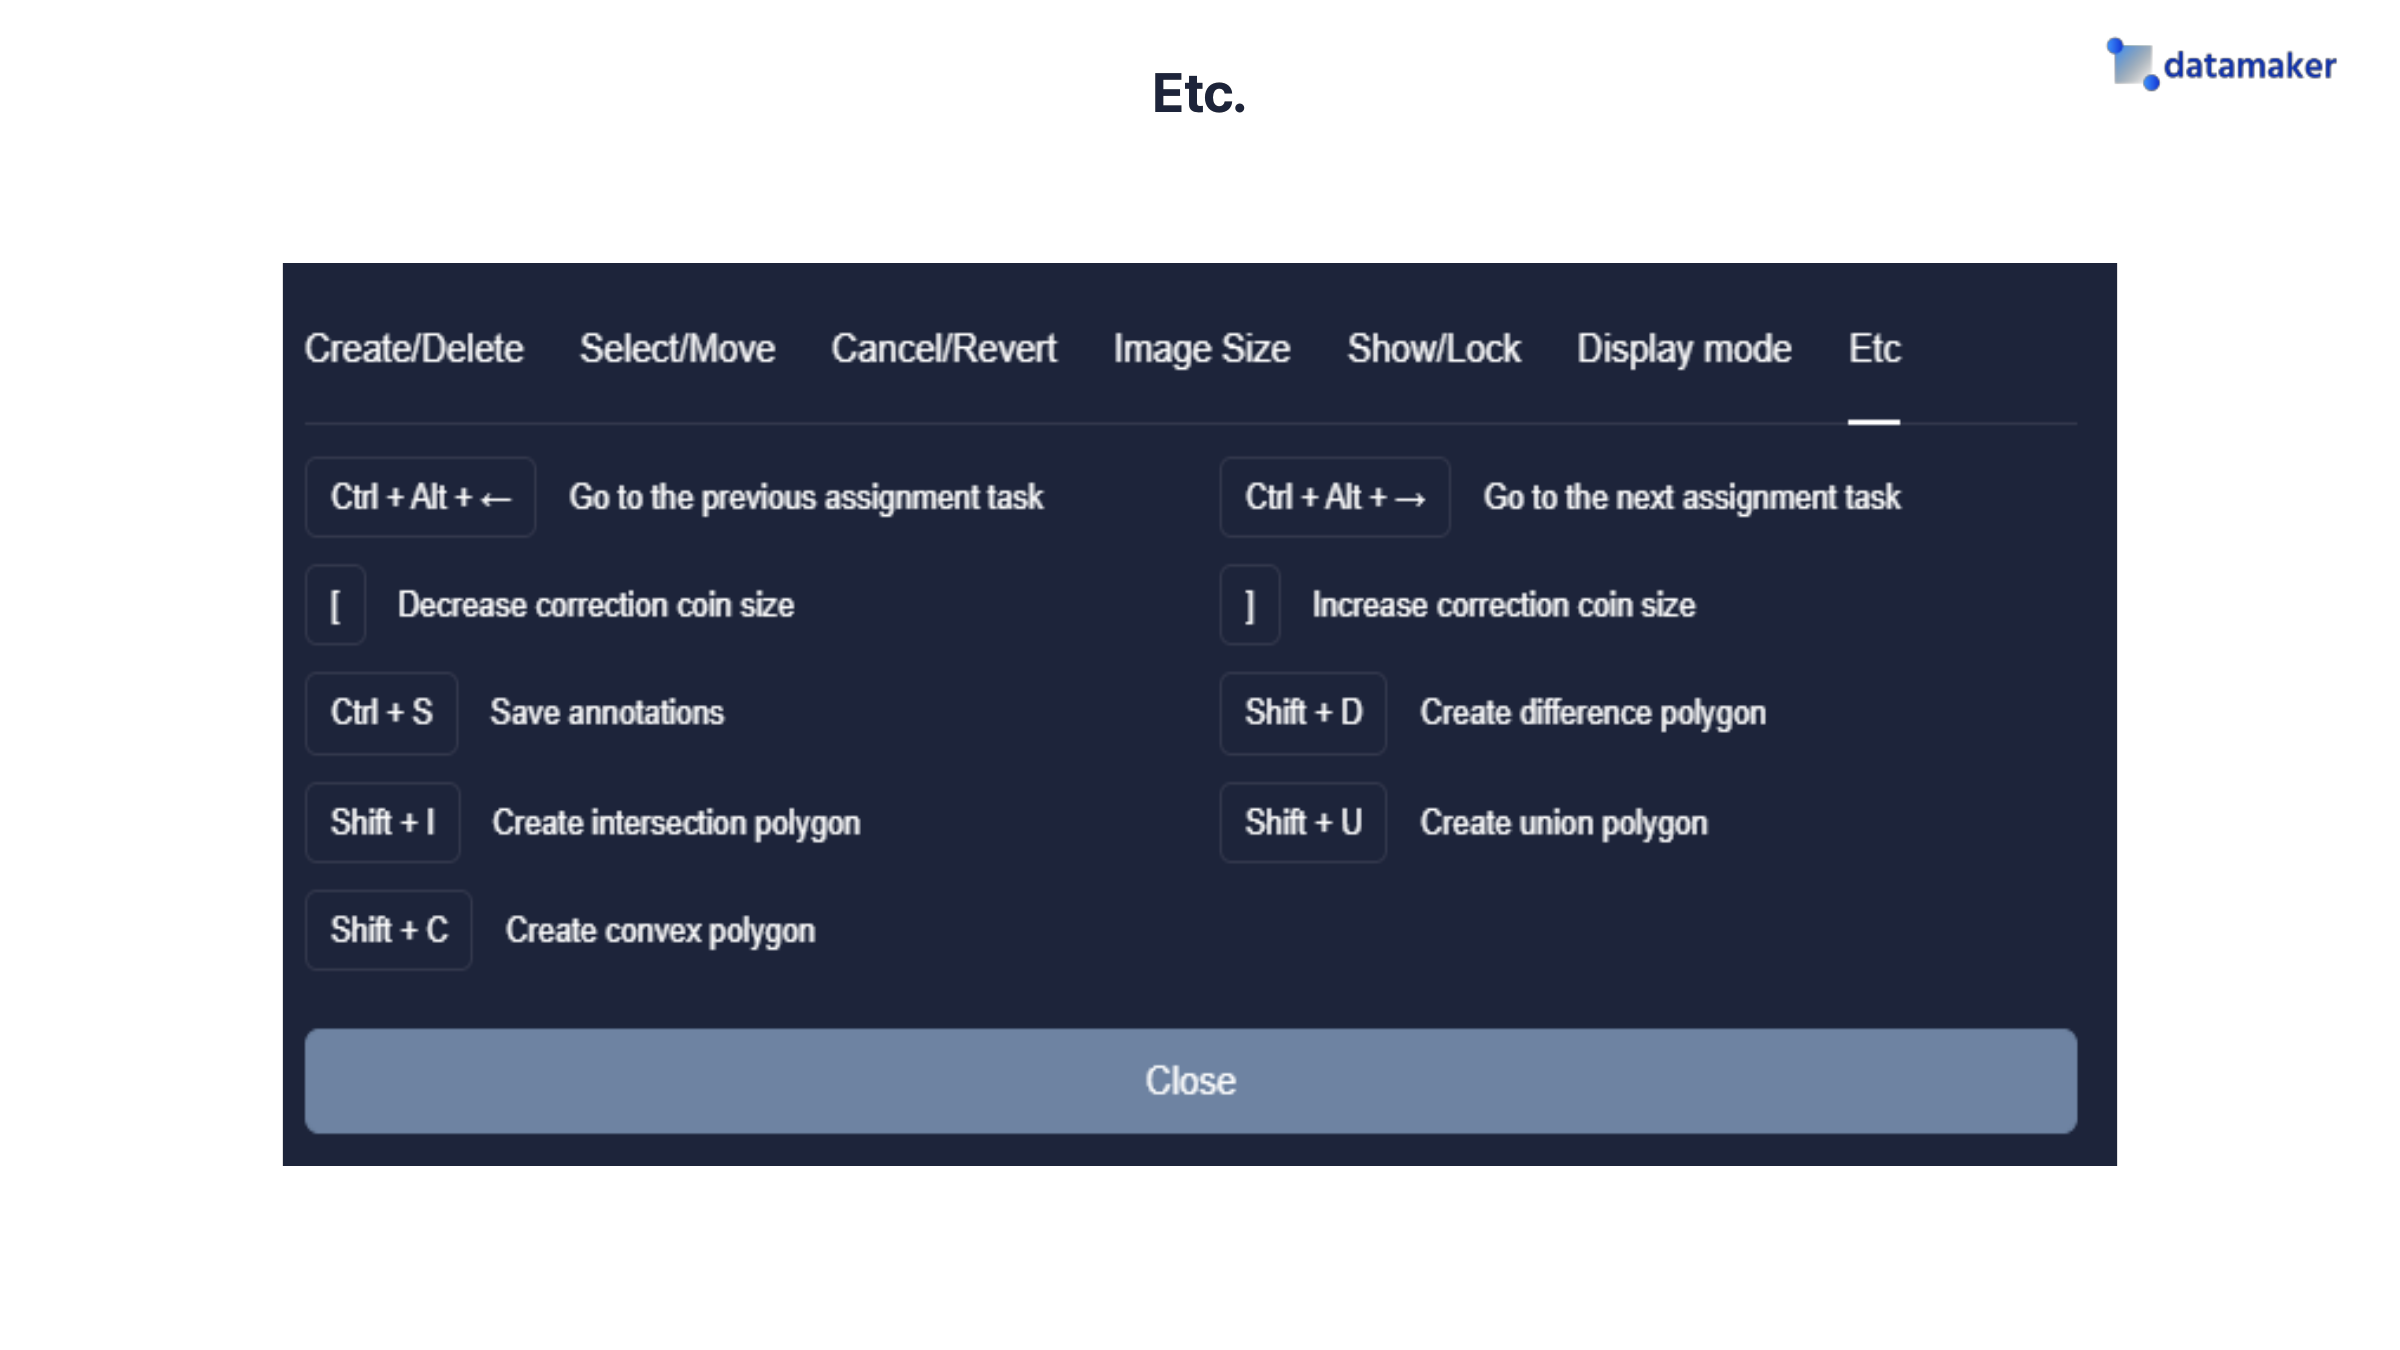 datamaker
Etc.
Create/Delete Select/Move Cancel/Revert Image Size Show/Lock Display mode Etc
Ctrl + Alt + ← Go to the previous assignment task Ctrl + Alt + → Go to the next assignment task
[ Decrease correction coin size ] Increase correction coin size
Ctrl + S Save annotations Shift + D Create difference polygon
Shift + I Create intersection polygon Shift + U Create union polygon
Shift + C Create convex polygon
Close